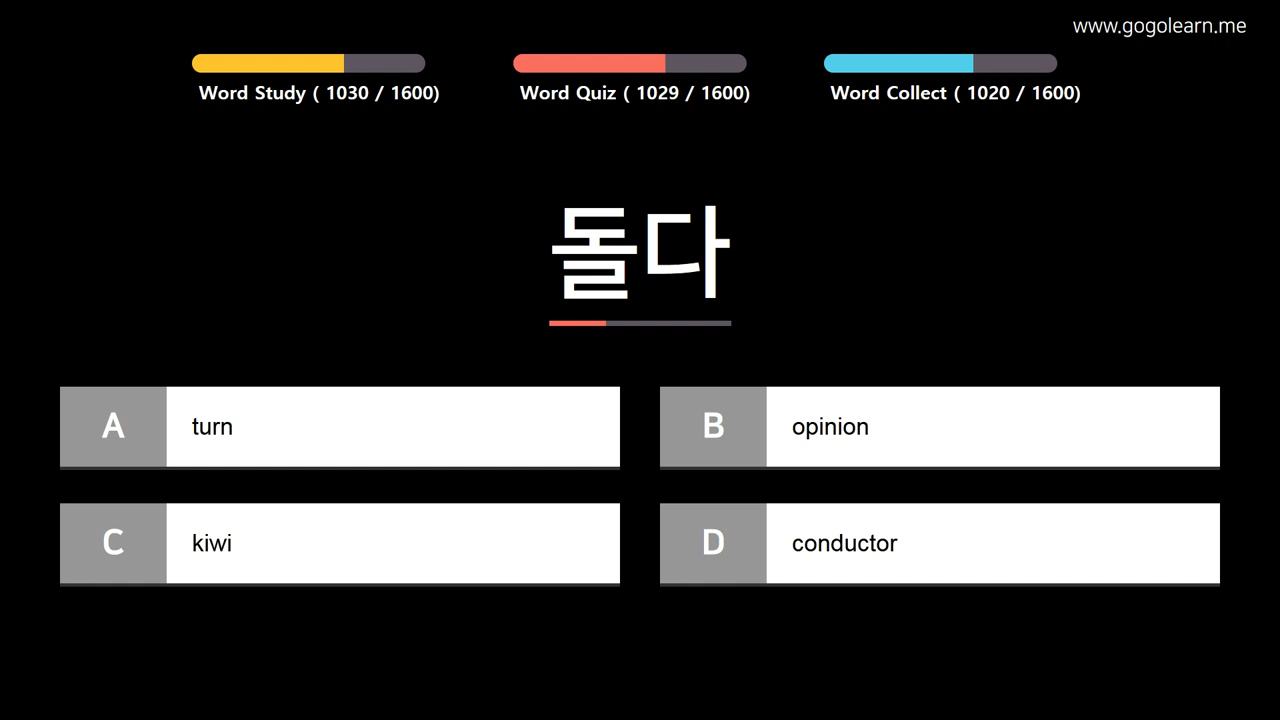 www.gogolearn.me
Word Study ( 1030 / 1600)
Word Quiz ( 1029 / 1600)
Word Collect ( 1020 / 1600)
돌다
A turn
B opinion
C kiwi
D conductor